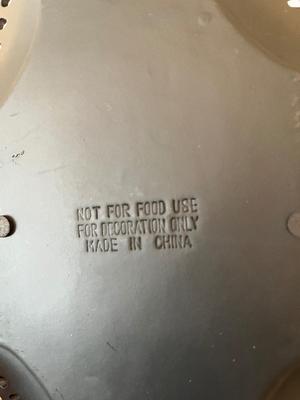 NOT FOR FOOD USE
FOR DECORATION ONLY
MADE IN CHINA